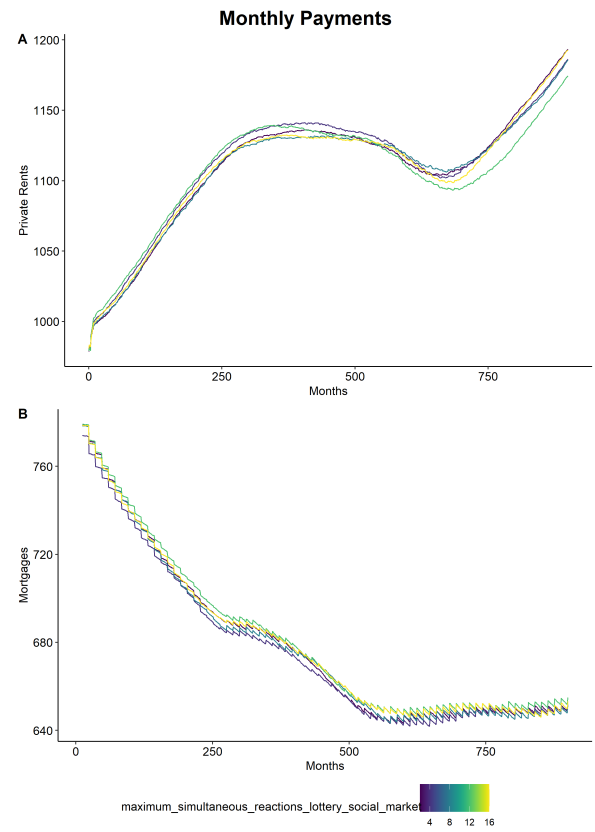 Monthly Payments
A
1200
1150
1100
1050
1000
Private Rents
0 250 500 750
Months
B
760
720
680
640
Mortgages
0 250 500 750
Months
maximum_simultaneous_reactions_lottery_social_market
4 8 12 16